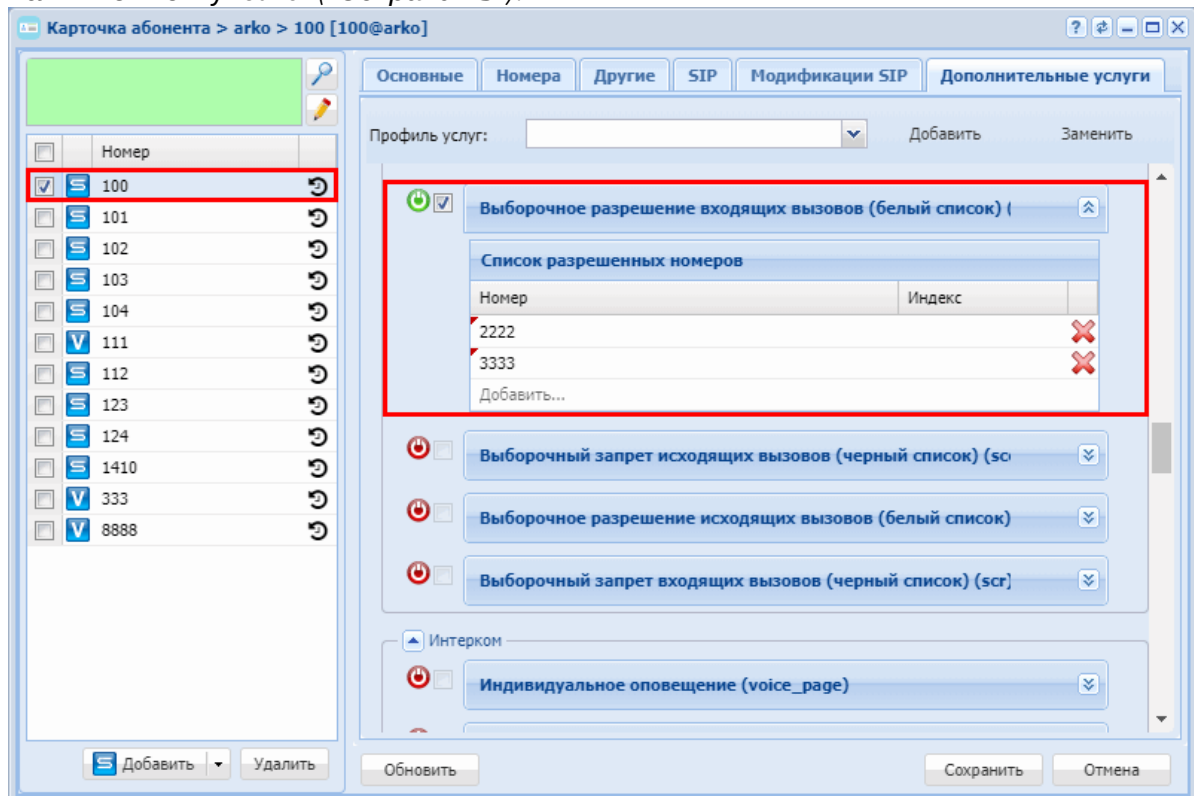 Карточка абонента > arko > 100 [100@arko]
Основные Номера Другие SIP Модификации SIP Дополнительные услуги
Профиль услуг: Добавить Заменить
Номер
100
101
102
103
104
111
112
123
124
1410
333
8888
Добавить Удалить
Выборочное разрешение входящих вызовов (белый список) (
Список разрешенных номеров
Номер Индекс
2222
3333
Добавить...
Выборочный запрет исходящих вызовов (черный список) (sc
Выборочное разрешение исходящих вызовов (белый список)
Выборочный запрет входящих вызовов (черный список) (scr)
Интерком
Индивидуальное оповещение (voice_page)
Обновить Сохранить Отмена